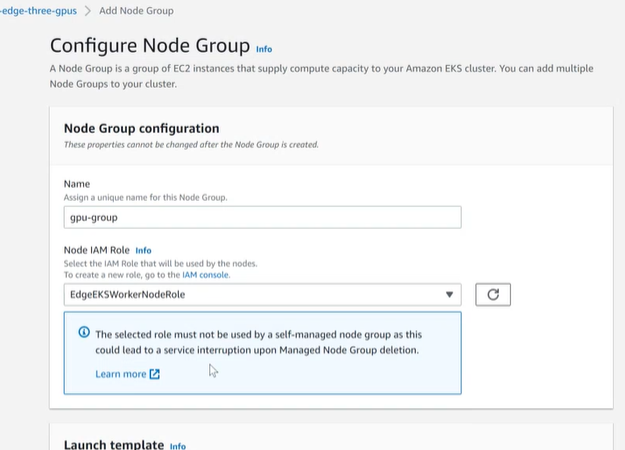 -edge-three-gpus > Add Node Group
Configure Node Group Info
A Node Group is a group of EC2 instances that supply compute capacity to your Amazon EKS cluster. You can add multiple
Node Groups to your cluster.
Node Group configuration
These properties cannot be changed after the Node Group is created.
Name
Assign a unique name for this Node Group.
gpu-group
Node IAM Role Info
Select the IAM Role that will be used by the nodes.
To create a new role, go to the IAM console.
EdgeEKSWorkerNodeRole
The selected role must not be used by a self-managed node group as this
could lead to a service interruption upon Managed Node Group deletion.
Learn more
Launch template Info